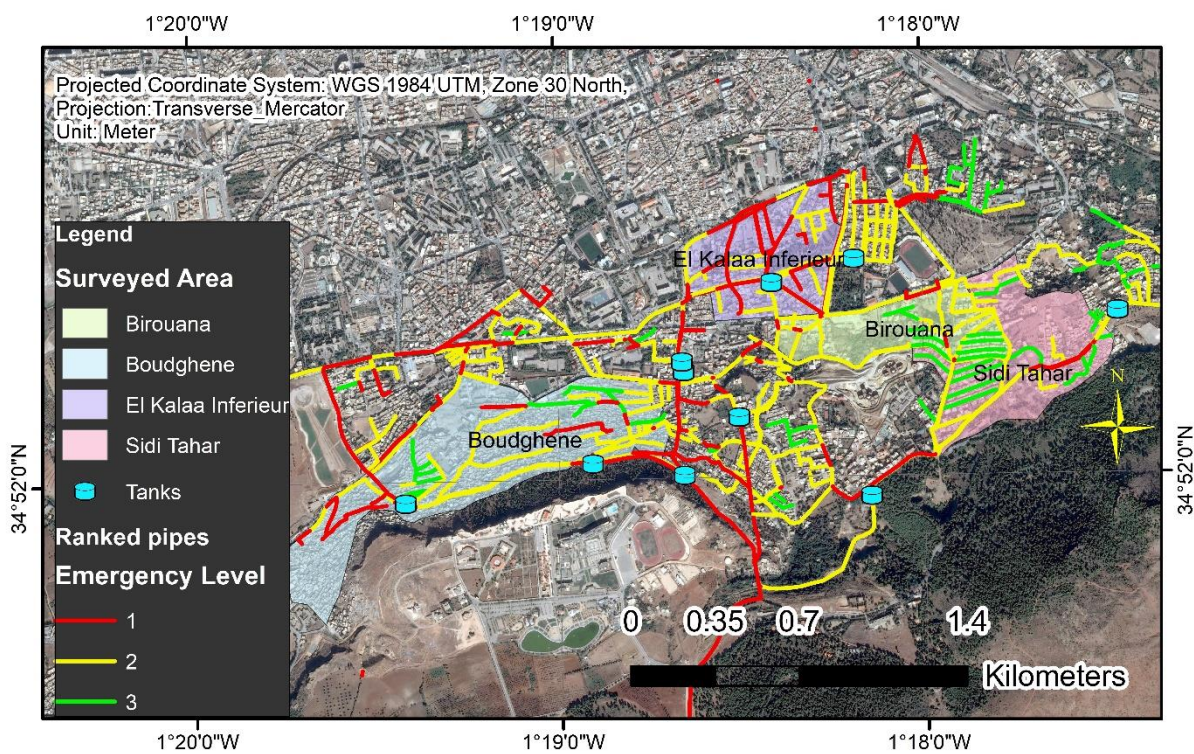 1°20'0"W
1°19'0"W
1°18'0"W
Projected Coordinate System: WGS 1984 UTM, Zone 30 North,
Projection:Transverse_Mercator
Unit: Meter
Legend
Surveyed Area
Birouana
Boudghene
El Kalaa Inferieur
Sidi Tahar
Tanks
Ranked pipes
Emergency Level
1
2
3
El Kalaa Inferieur
Birouana
Sidi Tahar
Boudghene
N
34°52'0"N
34°52'0"N
0 0.35 0.7 1.4
Kilometers
1°20'0"W
1°19'0"W
1°18'0"W